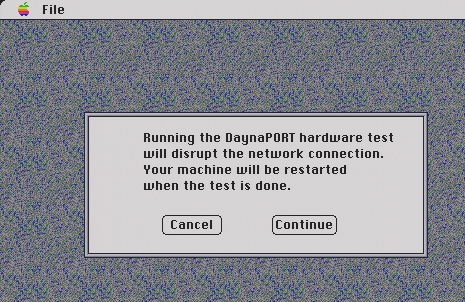 File
Running the DaynaPORT hardware test
will disrupt the network connection.
Your machine will be restarted
when the test is done.
Cancel
Continue